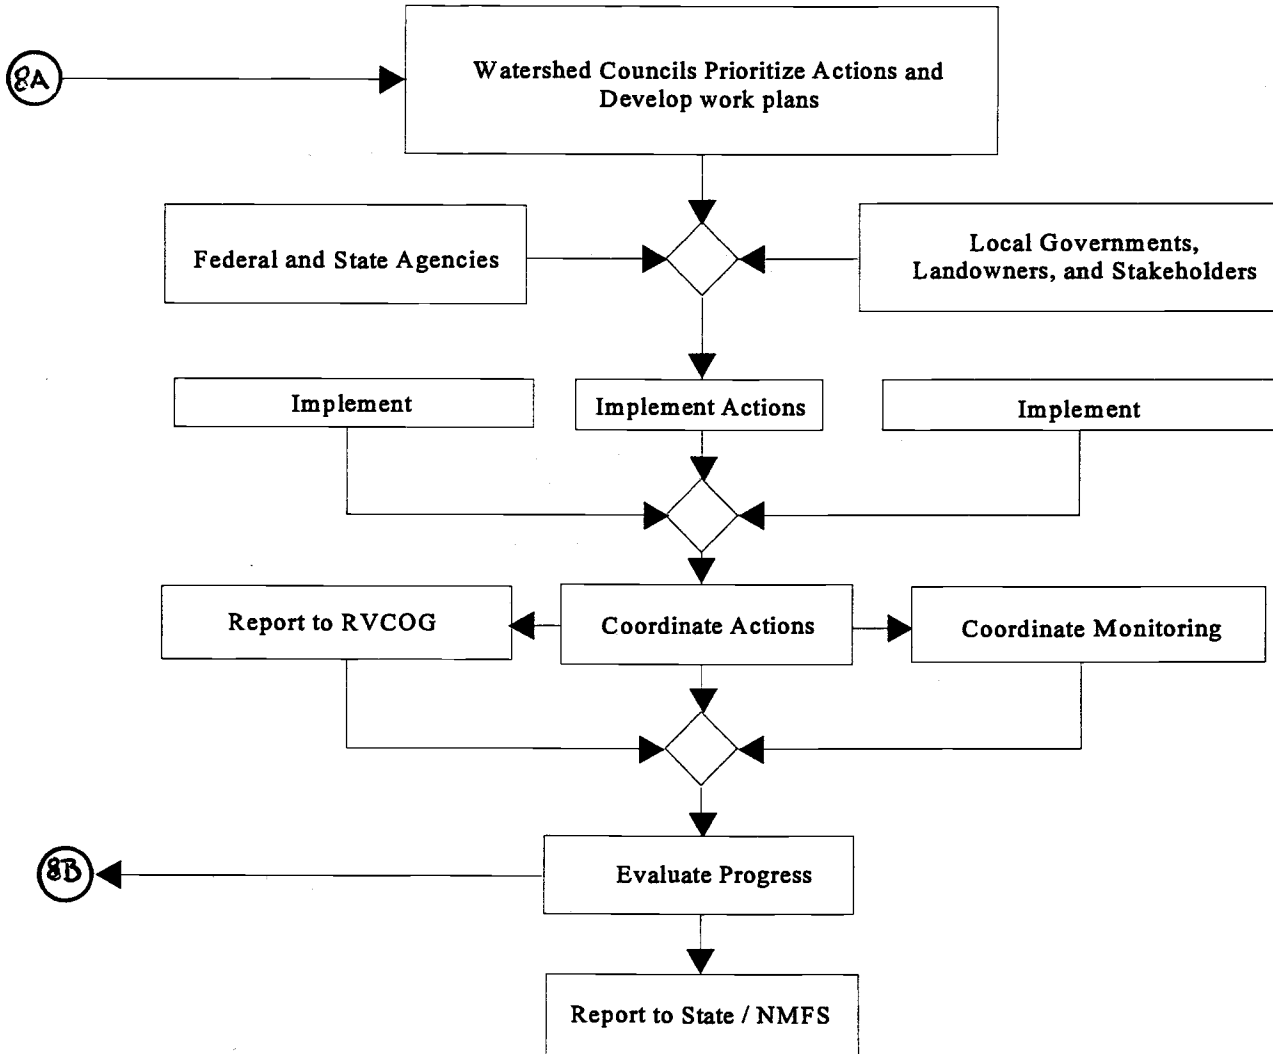 8A
Watershed Councils Prioritize Actions and
Develop work plans
Federal and State Agencies
Local Governments,
Landowners, and Stakeholders
Implement
Implement Actions
Implement
Report to RVCOG
Coordinate Actions
Coordinate Monitoring
8B
Evaluate Progress
Report to State / NMFS